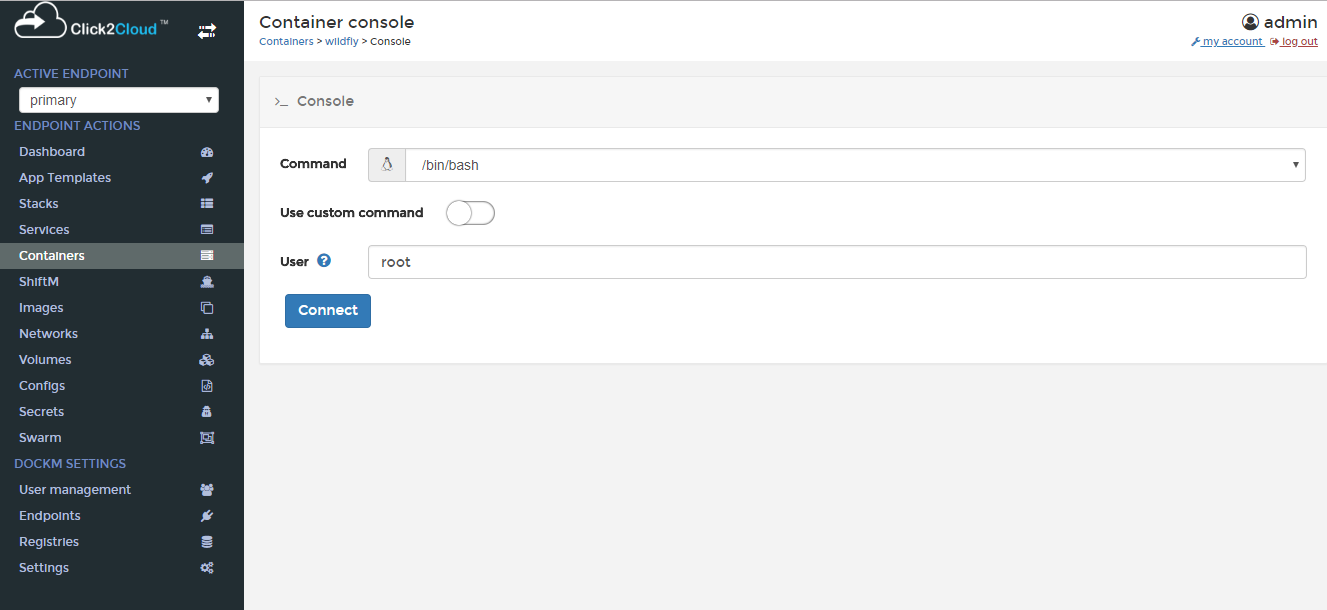 Click2Cloud™
ACTIVE ENDPOINT
primary
ENDPOINT ACTIONS
Dashboard
App Templates
Stacks
Services
Containers
ShiftM
Images
Networks
Volumes
Configs
Secrets
Swarm
DOCKM SETTINGS
User management
Endpoints
Registries
Settings
Container console
Containers > wildfly > Console
admin
my account log out
>_ Console
Command /bin/bash
Use custom command
User ? root
Connect